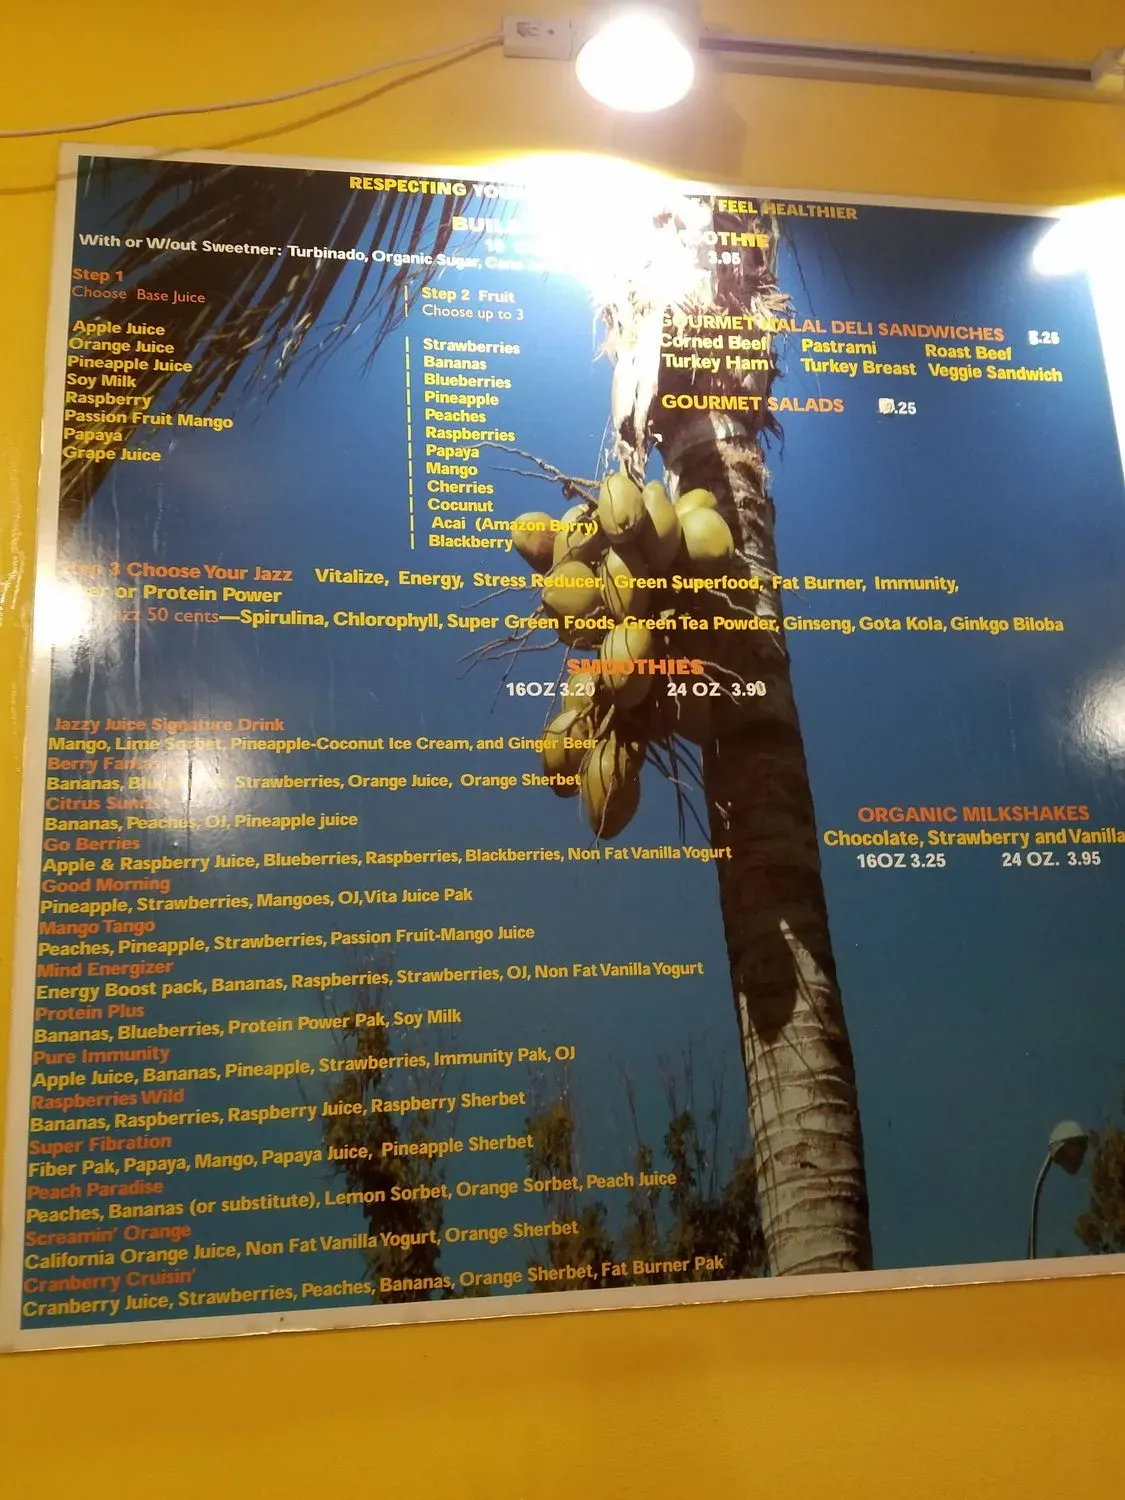 RESPECTING
FEEL HEALTHIER
With or W/out Sweetner: Turbinado, Organic Sugar,
3.95
Step 1
Choose Base Juice
Apple Juice
Orange Juice
Pineapple Juice
Soy Milk
Raspberry
Passion Fruit Mango
Papaya
Grape Juice
Step 2 Fruit
Choose up to 3
Strawberries
Bananas
Blueberries
Pineapple
Peaches
Raspberries
Papaya
Mango
Cherries
Cocunut
Acai (Amazon Berry)
Blackberry
GOURMET HALAL DELI SANDWICHES .25
Corned Beef Pastrami Roast Beef
Turkey Ham Turkey Breast Veggie Sandwich
GOURMET SALADS .25
3 Choose Your Jazz Vitalize, Energy, Stress Reducer, Green Superfood, Fat Burner, Immunity,
or Protein Power
50 cents—Spirulina, Chlorophyll, Super Green Foods, Green Tea Powder, Ginseng, Gota Kola, Ginkgo Biloba
SMOOTHIES
16OZ 3.20 24 OZ 3.90
Jazzy Juice Signature Drink
Mango, Lime Sorbet, Pineapple-Coconut Ice Cream, and Ginger Beer
Berry
Bananas, Strawberries, Orange Juice, Orange Sherbet
Citrus
Bananas, Peaches, OJ, Pineapple juice
Go Berries
Apple & Raspberry Juice, Blueberries, Raspberries, Blackberries, Non Fat Vanilla Yogurt
Good Morning
Pineapple, Strawberries, Mangoes, OJ, Vita Juice Pak
Mango Tango
Peaches, Pineapple, Strawberries, Passion Fruit-Mango Juice
Mind Energizer
Energy Boost pack, Bananas, Raspberries, Strawberries, OJ, Non Fat Vanilla Yogurt
Protein Plus
Bananas, Blueberries, Protein Power Pak, Soy Milk
Pure Immunity
Apple Juice, Bananas, Pineapple, Strawberries, Immunity Pak, OJ
Raspberries Wild
Bananas, Raspberries, Raspberry Juice, Raspberry Sherbet
Super Fibration
Fiber Pak, Papaya, Mango, Papaya Juice, Pineapple Sherbet
Peach Paradise
Peaches, Bananas (or substitute), Lemon Sorbet, Orange Sorbet, Peach Juice
Screamin' Orange
California Orange Juice, Non Fat Vanilla Yogurt, Orange Sherbet
Cranberry Cruisin'
Cranberry Juice, Strawberries, Peaches, Bananas, Orange Sherbet, Fat Burner Pak
ORGANIC MILKSHAKES
Chocolate, Strawberry and Vanilla
16OZ 3.25 24 OZ. 3.95